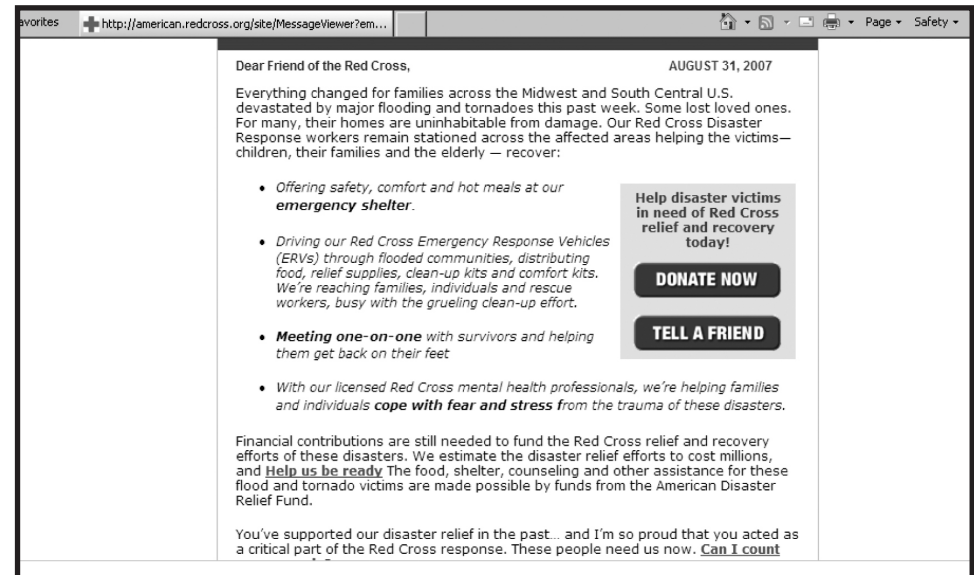 avorites
http://american.redcross.org/site/MessageViewer?em...
Page
Safety
Dear Friend of the Red Cross,
AUGUST 31, 2007
Everything changed for families across the Midwest and South Central U.S.
devastated by major flooding and tornadoes this past week. Some lost loved ones.
For many, their homes are uninhabitable from damage. Our Red Cross Disaster
Response workers remain stationed across the affected areas helping the victims—
children, their families and the elderly — recover:
• Offering safety, comfort and hot meals at our
emergency shelter.
• Driving our Red Cross Emergency Response Vehicles
(ERVs) through flooded communities, distributing
food, relief supplies, clean-up kits and comfort kits.
We're reaching families, individuals and rescue
workers, busy with the grueling clean-up effort.
• Meeting one-on-one with survivors and helping
them get back on their feet
• With our licensed Red Cross mental health professionals, we're helping families
and individuals cope with fear and stress from the trauma of these disasters.
Help disaster victims
in need of Red Cross
relief and recovery
today!
DONATE NOW
TELL A FRIEND
Financial contributions are still needed to fund the Red Cross relief and recovery
efforts of these disasters. We estimate the disaster relief efforts to cost millions,
and Help us be ready The food, shelter, counseling and other assistance for these
flood and tornado victims are made possible by funds from the American Disaster
Relief Fund.
You've supported our disaster relief in the past... and I'm so proud that you acted as
a critical part of the Red Cross response. These people need us now. Can I count